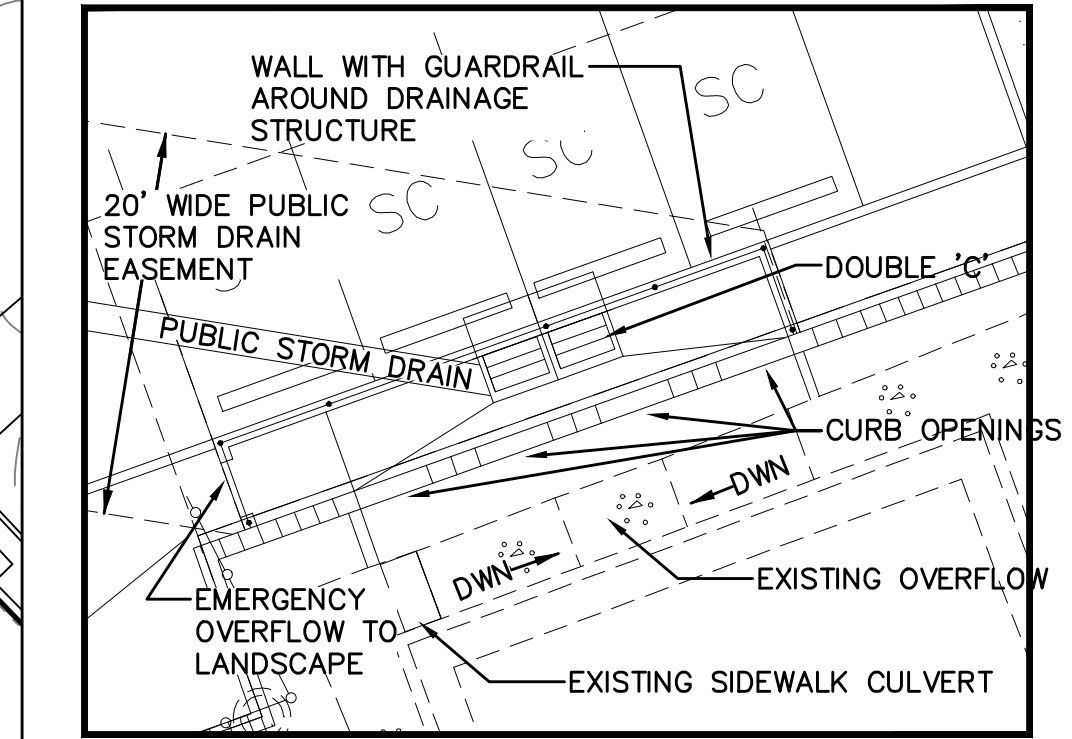 WALL WITH GUARDRAIL
AROUND DRAINAGE
STRUCTURE
SC
SC
SC
20' WIDE PUBLIC
STORM DRAIN
EASEMENT
DOUBLE 'C'
PUBLIC STORM DRAIN
CURB OPENINGS
DWN
DWN
EXISTING OVERFLOW
EMERGENCY
OVERFLOW TO
LANDSCAPE
EXISTING SIDEWALK CULVERT